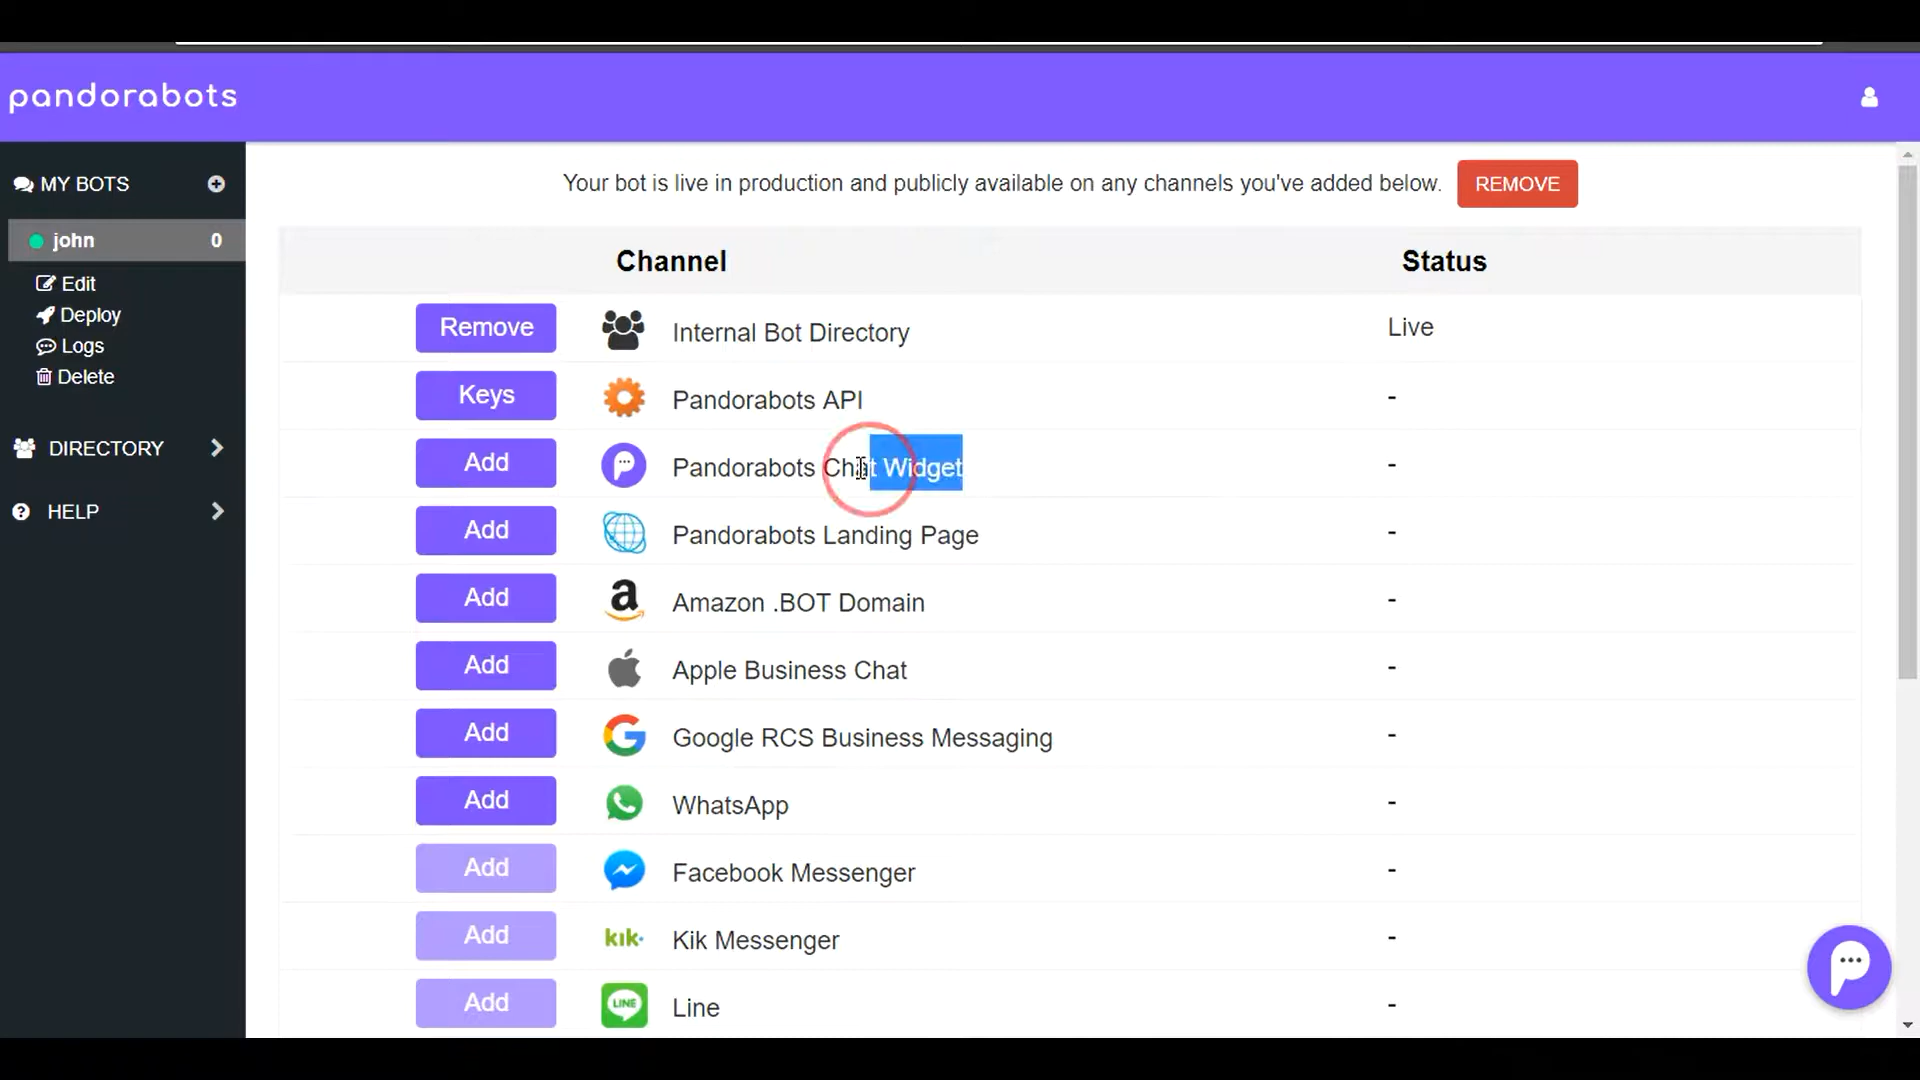 pandorabots
MY BOTS
john 0
Edit
Deploy
Logs
Delete
DIRECTORY
HELP
Your bot is live in production and publicly available on any channels you've added below. REMOVE
Channel Status
Remove Internal Bot Directory Live
Keys Pandorabots API -
Add Pandorabots Chat Widget -
Add Pandorabots Landing Page -
Add a Amazon .BOT Domain -
Add Apple Business Chat -
Add Google RCS Business Messaging -
Add WhatsApp -
Add Facebook Messenger -
Add kik Kik Messenger -
Add LINE Line -